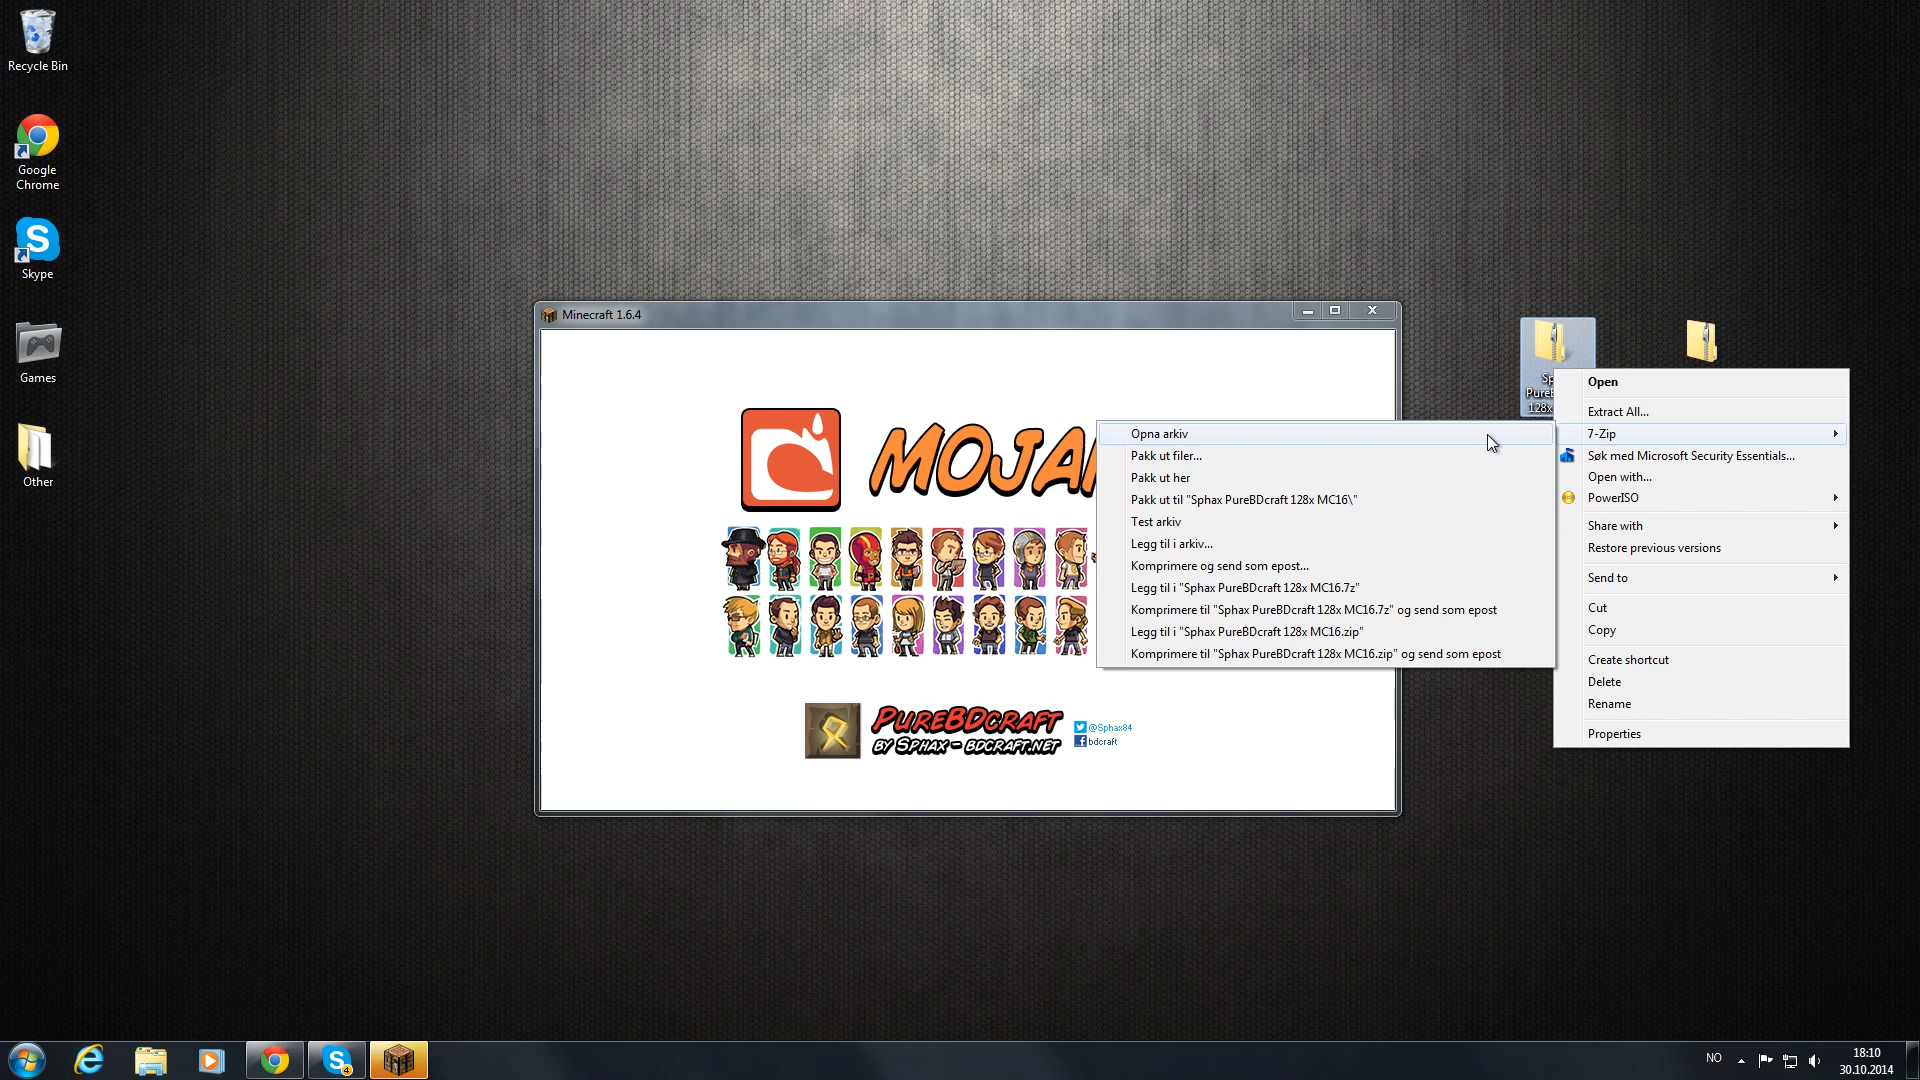 Recycle Bin
Google
Chrome
Skype
Games
Other
Minecraft 1.6.4
MOJA
PUREBDCRAFT
BY SPHAX - BDCRAFT.NET
@Sphax84
bdcraft
128x
Opna arkiv
Pakk ut filer...
Pakk ut her
Pakk ut til "Sphax PureBDcraft 128x MC16\"
Test arkiv
Legg til i arkiv...
Komprimere og send som epost...
Legg til i "Sphax PureBDcraft 128x MC16.7z"
Komprimere til "Sphax PureBDcraft 128x MC16.7z" og send som epost
Legg til i "Sphax PureBDcraft 128x MC16.zip"
Komprimere til "Sphax PureBDcraft 128x MC16.zip" og send som epost
Open
Extract All...
7-Zip
Søk med Microsoft Security Essentials...
Open with...
PowerISO
Share with
Restore previous versions
Send to
Cut
Copy
Create shortcut
Delete
Rename
Properties
4
NO
18:10
30.10.2014